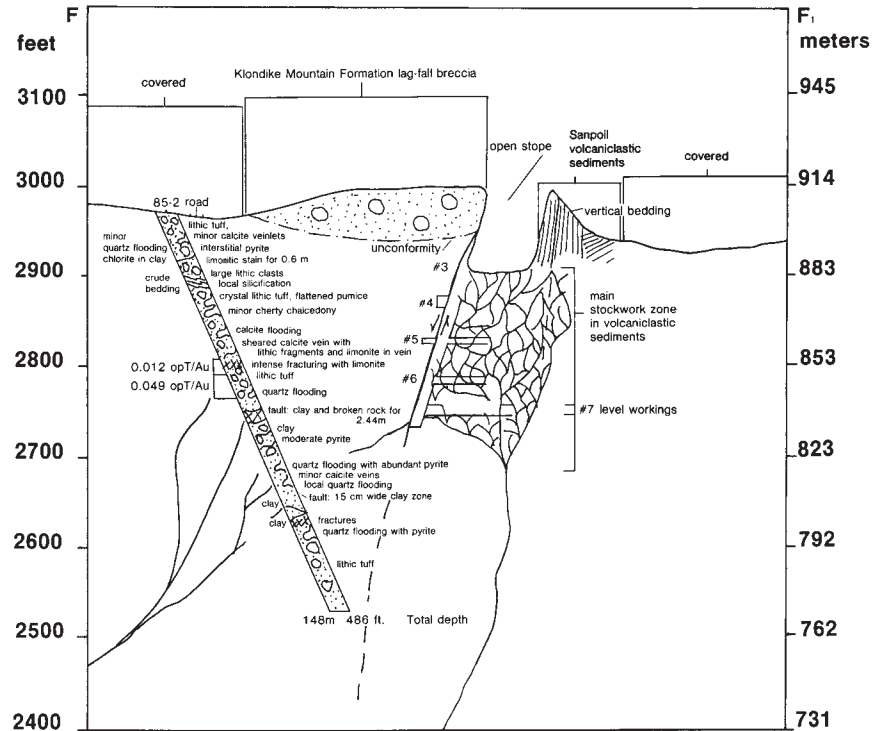 F
feet
3100
3000
2900
2800
2700
2600
2500
2400
F1
meters
945
914
883
853
823
792
762
731
covered
Klondike Mountain Formation lag-fall breccia
open stope
Sanpoil
volcaniclastic
sediments
covered
vertical bedding
unconformity
85-2 road
lithic tuff,
minor calcite veinlets
interstitial pyrite
limonitic stain for 0.6 m
minor
quartz flooding
chlorite in clay
large lithic clasts
local silicification
crude
bedding
crystal lithic tuff, flattened pumice
minor cherty chalcedony
calcite flooding
sheared calcite vein with
lithic fragments and limonite in vein
intense fracturing with limonite
lithic tuff
0.012 opT/Au
0.049 opT/Au
quartz flooding
fault: clay and broken rock for
2.44m
clay
moderate pyrite
quartz flooding with abundant pyrite
minor calcite veins
local quartz flooding
fault: 15 cm wide clay zone
clay
clay
fractures
quartz flooding with pyrite
lithic tuff
148m 486 ft. Total depth
#3
#4
#5
#6
main
stockwork zone
in volcaniclastic
sediments
#7 level workings